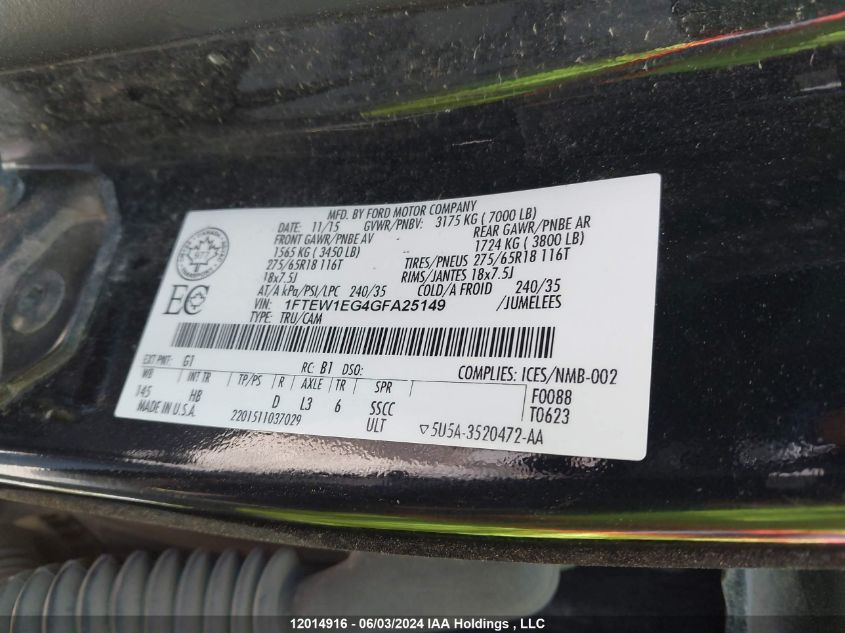 MFD. BY FORD MOTOR COMPANY
DATE: 11/15 GVWR/PNBV: 3175 KG ( 7000 LB)
FRONT GAWR/PNBE AV REAR GAWR/PNBE AR
1565 KG ( 3450 LB) 1724 KG ( 3800 LB)
275/65R18 116T TIRES/PNEUS 275/65R18 116T
18x7.5J RIMS/JANTES 18x7.5J
AT/A kPa/PSI/LPC 240/35 COLD/A FROID 240/35
VIN: 1FTEW1EG4GFA25149 /JUMELEES
TYPE: TRU/CAM
EC
EXT PNT: G1 RC: B1 DSO: COMPLIES: ICES/NMB-002
WB INT TR TP/PS R AXLE TR SPR F0088
145 HB D L3 6 SSCC T0623
MADE IN U.S.A. 2201511037029 ULT ▽5U5A-3520472-AA
12014916 - 06/03/2024 IAA Holdings , LLC